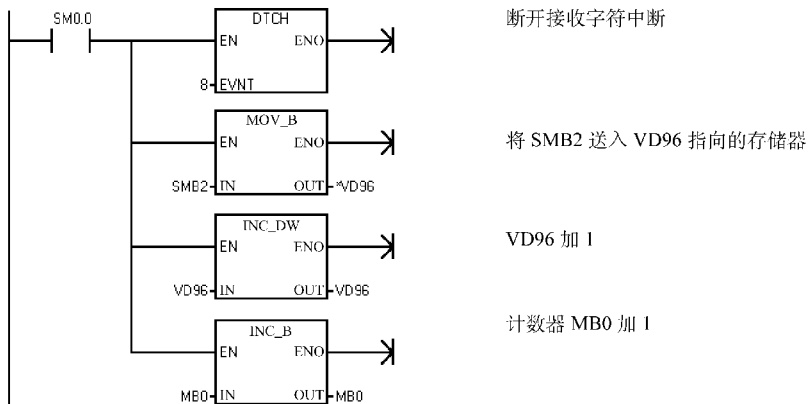 SM0.0
DTCH
EN ENO
8 EVNT
断开接收字符中断
MOV_B
EN ENO
SMB2 IN OUT *VD96
将 SMB2 送入 VD96 指向的存储器
INC_DW
EN ENO
VD96 IN OUT VD96
VD96 加 1
INC_B
EN ENO
MB0 IN OUT MB0
计数器 MB0 加 1